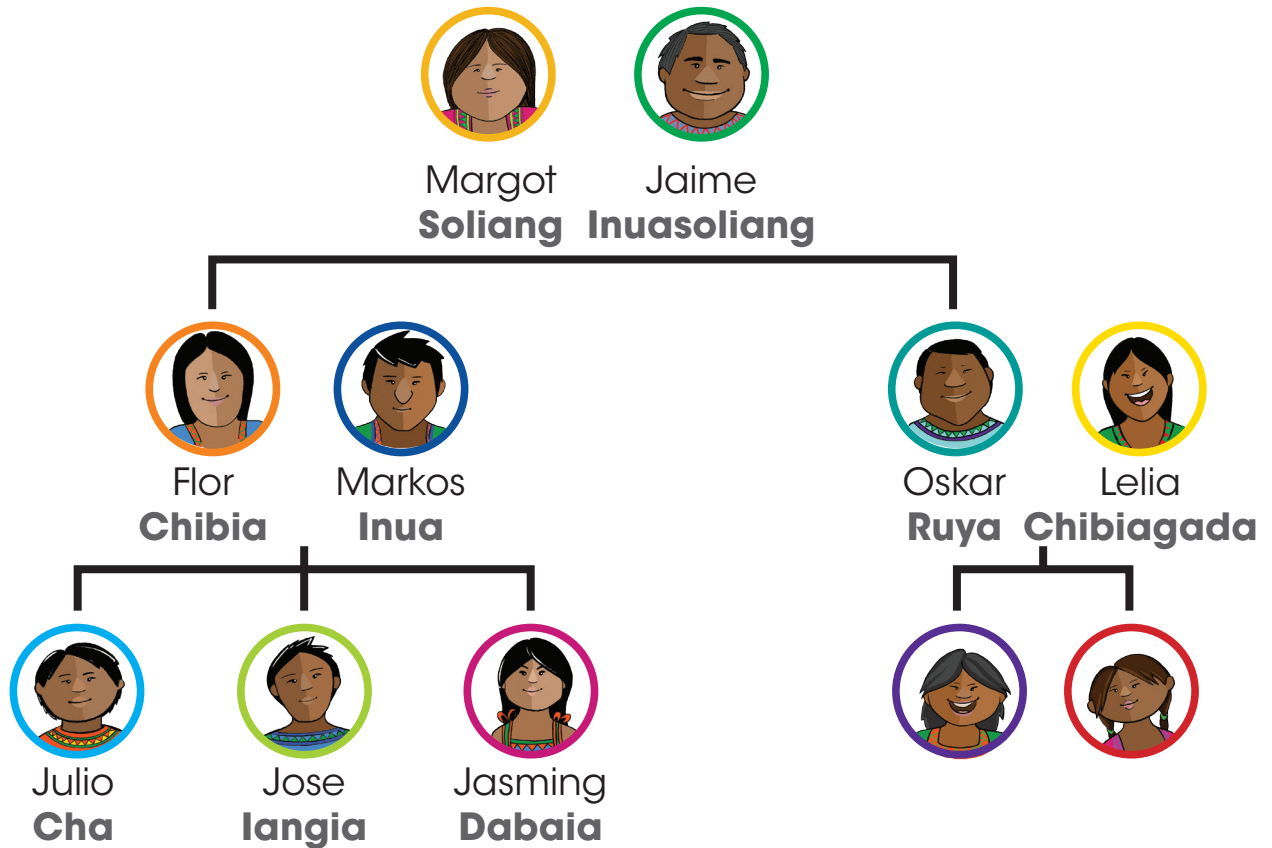 Margot Jaime
Soliang Inuasoliang
Flor Markos Oskar Lelia
Chibia Inua Ruya Chibiagada
Julio Jose Jasming
Cha Iangia Dabaia